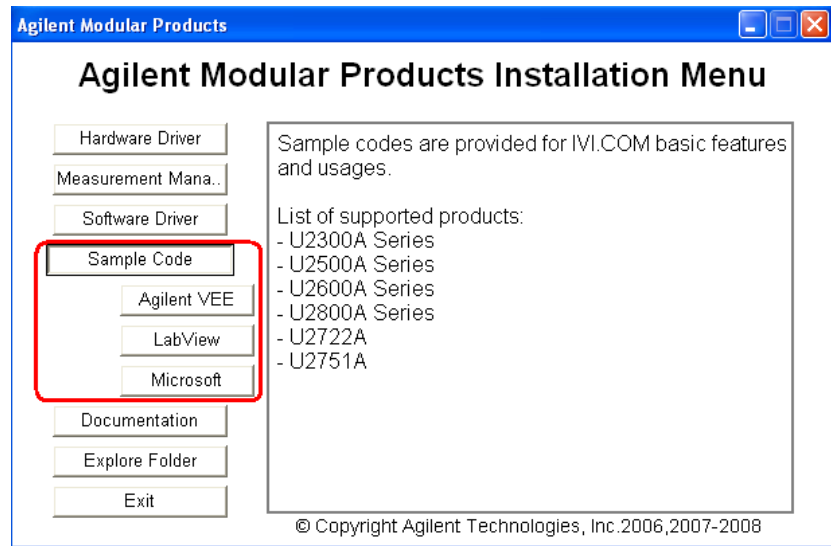 Agilent Modular Products
Agilent Modular Products Installation Menu
Hardware Driver
Measurement Mana..
Software Driver
Sample Code
Agilent VEE
LabView
Microsoft
Documentation
Explore Folder
Exit
Sample codes are provided for IVI.COM basic features
and usages.
List of supported products:
- U2300A Series
- U2500A Series
- U2600A Series
- U2800A Series
- U2722A
- U2751A
© Copyright Agilent Technologies, Inc.2006,2007-2008